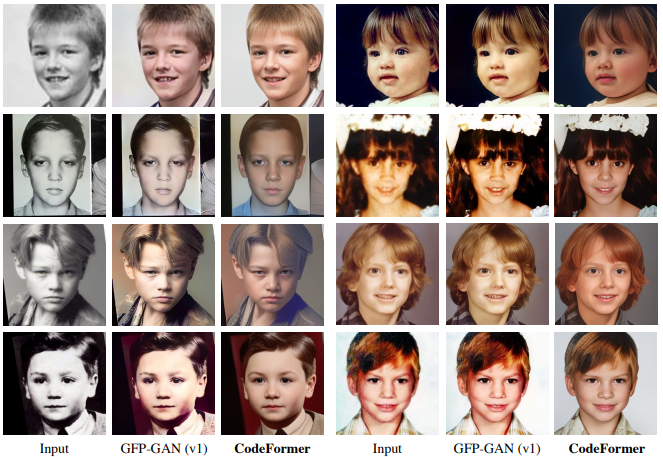 Input GFP-GAN (v1) CodeFormer Input GFP-GAN (v1) CodeFormer